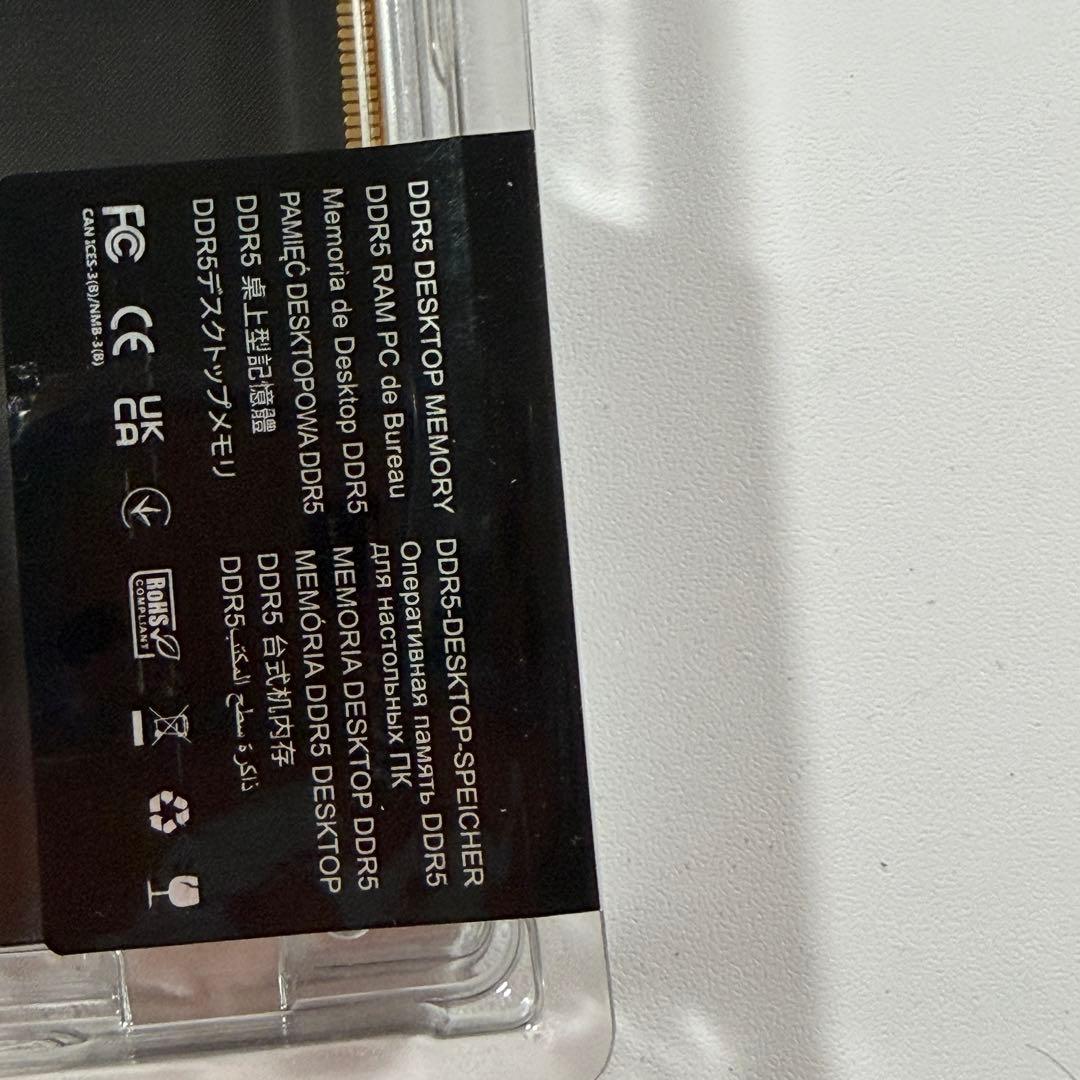 DDR5 DESKTOP MEMORY
DDR5 RAM PC de Bureau
Memoria de Desktop DDR5
PAMIĘĆ DESKTOPOWA DDR5
DDR5 桌上型記憶體
DDR5デスクトップメモリ
DDR5-DESKTOP-SPEICHER
Оперативная память DDR5
для настольных ПК
MEMORIA DESKTOP DDR5
MEMÓRIA DDR5 DESKTOP
DDR5 台式机内存
DDR5ذاكرة سطح المكتب
FC
CE
UK
CA
RoHS
COMPLIANT
CAN ICES-3(B)/NMB-3(B)